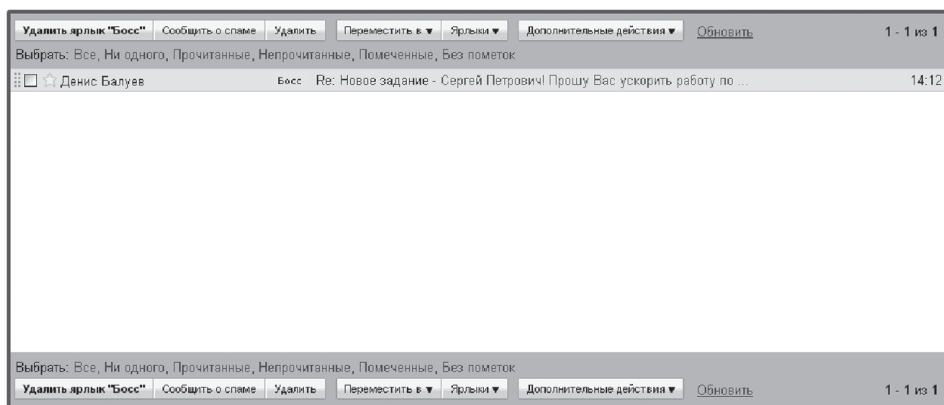 Удалить ярлык "Босс" Сообщить о спаме Удалить Переместить в ▼ Ярлыки ▼ Дополнительные действия ▼ Обновить 1 - 1 из 1
Выбрать: Все, Ни одного, Прочитанные, Непрочитанные, Помеченные, Без пометок
Денис Балуев Босс Re: Новое задание - Сергей Петрович! Прошу Вас ускорить работу по ... 14:12
Выбрать: Все, Ни одного, Прочитанные, Непрочитанные, Помеченные, Без пометок
Удалить ярлык "Босс" Сообщить о спаме Удалить Переместить в ▼ Ярлыки ▼ Дополнительные действия ▼ Обновить 1 - 1 из 1